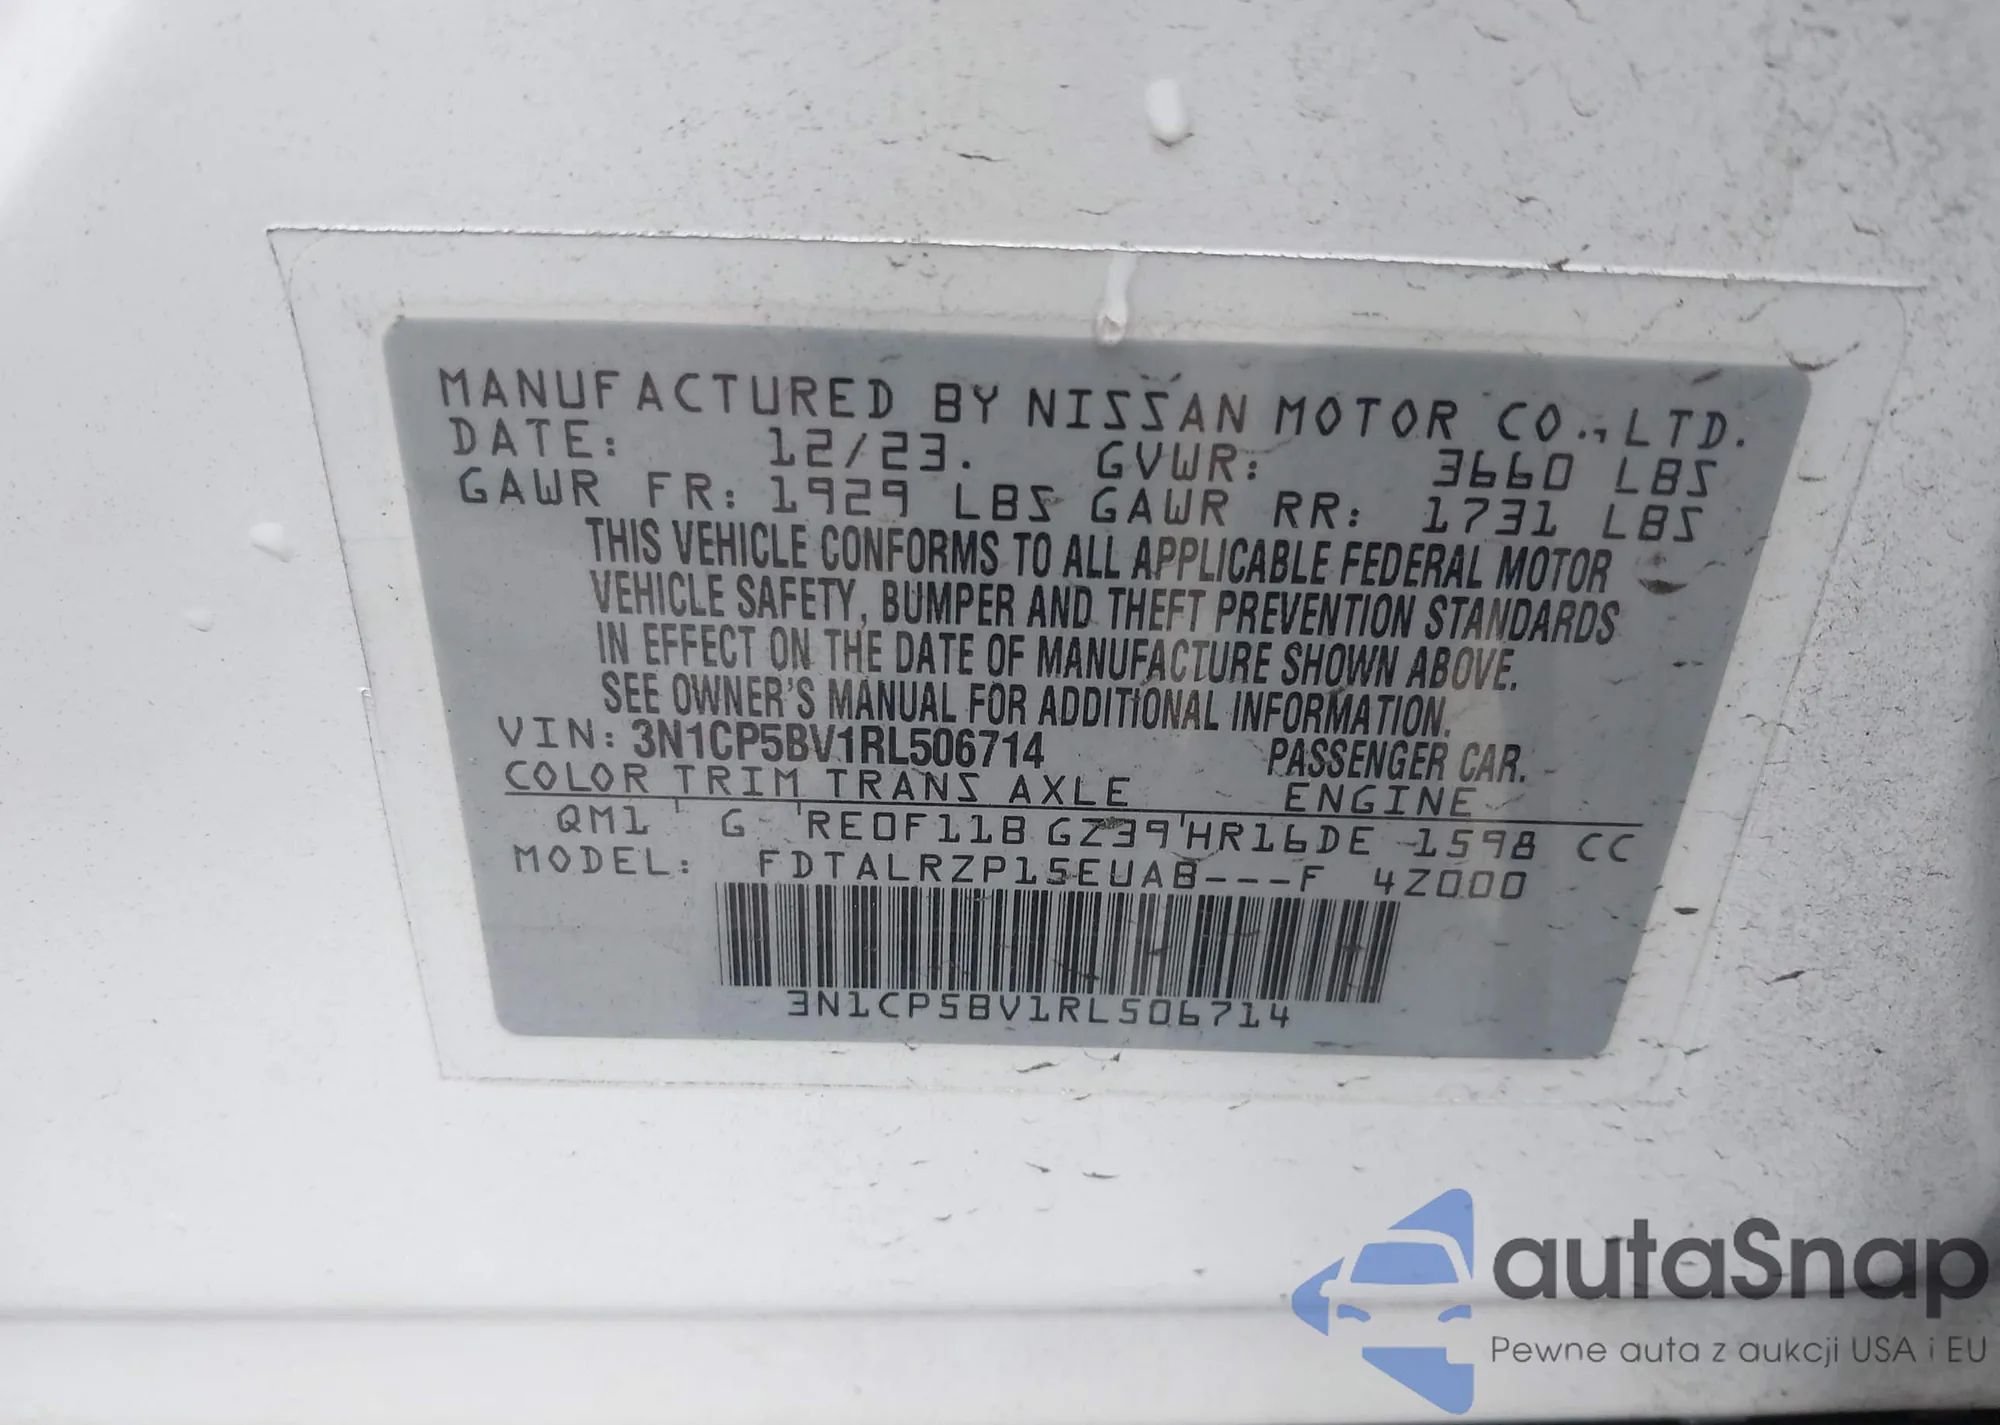 MANUFACTURED BY NISSAN MOTOR CO., LTD.
DATE: 12/23. GVWR: 3660 LBS
GAWR FR: 1929 LBS GAWR RR: 1731 LBS
THIS VEHICLE CONFORMS TO ALL APPLICABLE FEDERAL MOTOR
VEHICLE SAFETY, BUMPER AND THEFT PREVENTION STANDARDS
IN EFFECT ON THE DATE OF MANUFACTURE SHOWN ABOVE.
SEE OWNER'S MANUAL FOR ADDITIONAL INFORMATION.
VIN: 3N1CP5BV1RL506714 PASSENGER CAR.
COLOR TRIM TRANS AXLE ENGINE
QM1 G RE0F11B GZ39 HR16DE 1598 CC
MODEL: FDTALRZP15EUAB---F 4Z000
3N1CP5BV1RL506714
autaSnap
Pewne auta z aukcji USA i EU